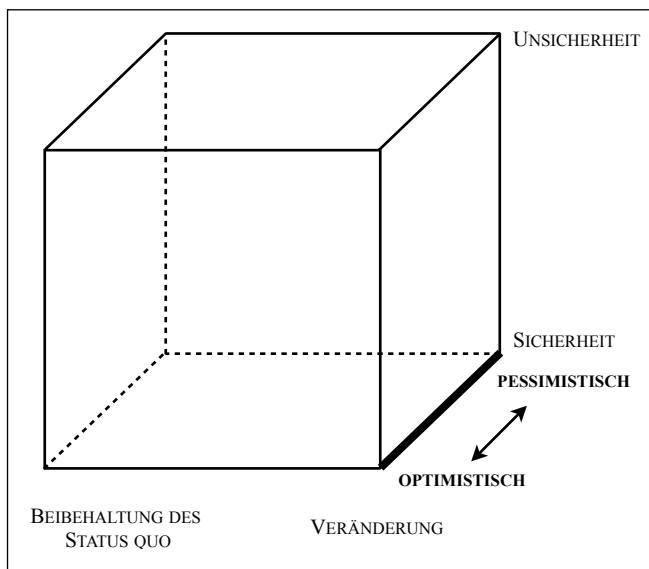 UNSICHERHEIT
SICHERHEIT
PESSIMISTISCH
OPTIMISTISCH
BEIBEHALTUNG DES
STATUS QUO
VERÄNDERUNG